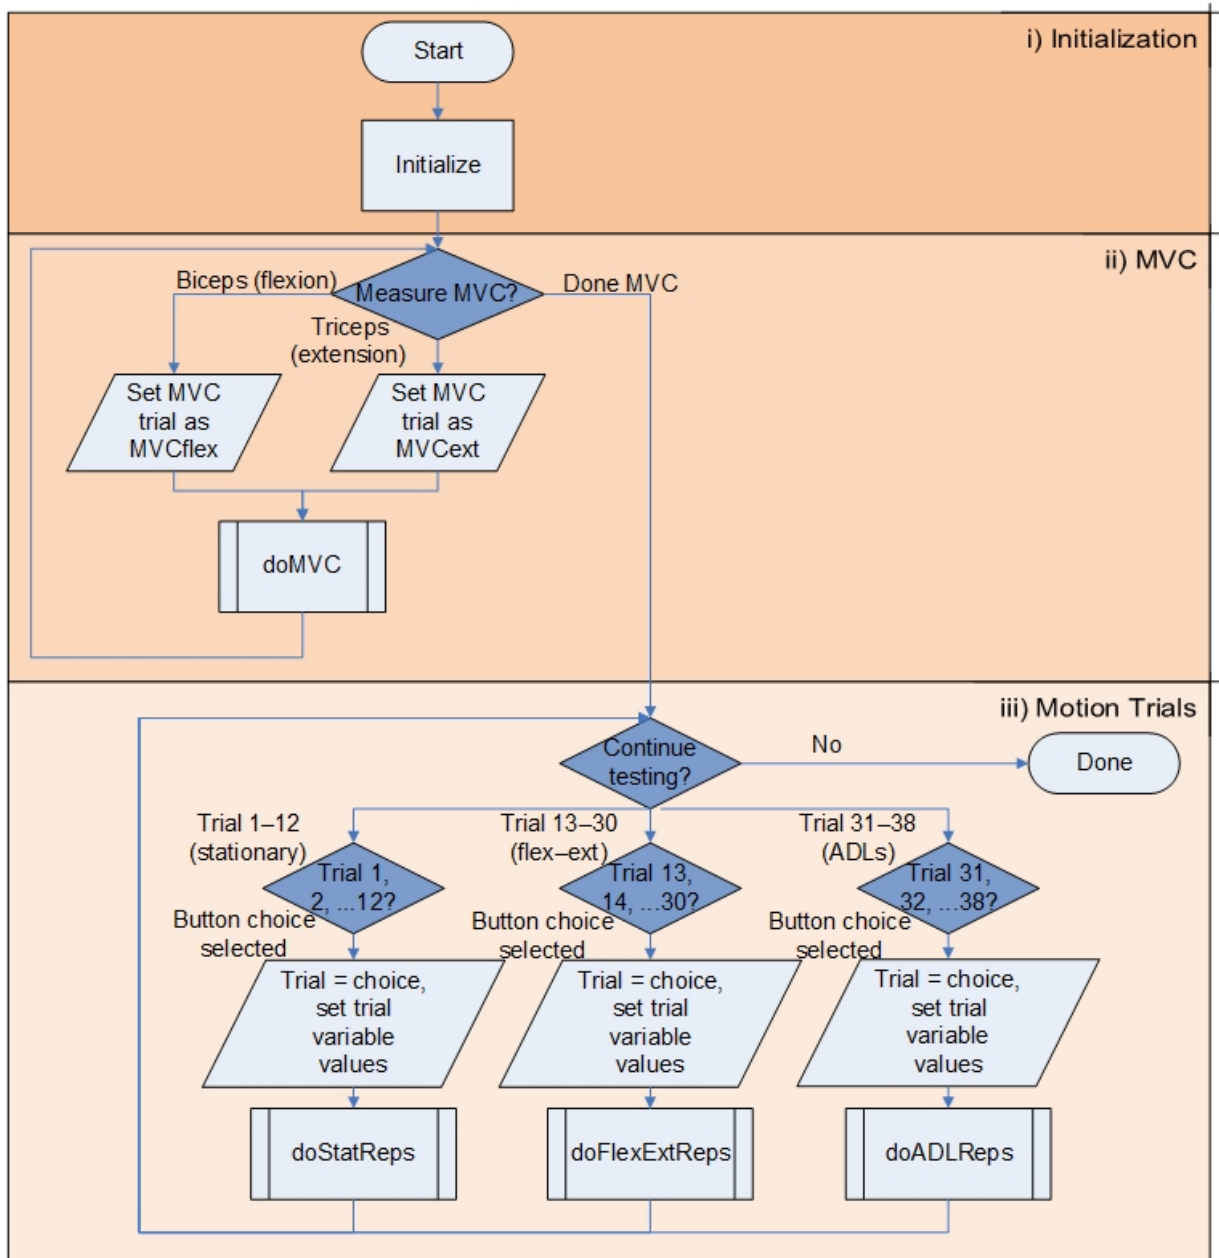 i) Initialization
Start
Initialize
ii) MVC
Biceps (flexion)
Measure MVC?
Done MVC
Triceps
(extension)
Set MVC
trial as
MVCflex
Set MVC
trial as
MVCext
doMVC
iii) Motion Trials
Continue
testing?
No
Done
Trial 1–12
(stationary)
Trial 13–30
(flex–ext)
Trial 31–38
(ADLs)
Trial 1,
2, ...12?
Trial 13,
14, ...30?
Trial 31,
32, ...38?
Button choice
selected
Button choice
selected
Button choice
selected
Trial = choice,
set trial
variable
values
Trial = choice,
set trial
variable
values
Trial = choice,
set trial
variable
values
doStatReps
doFlexExtReps
doADLReps